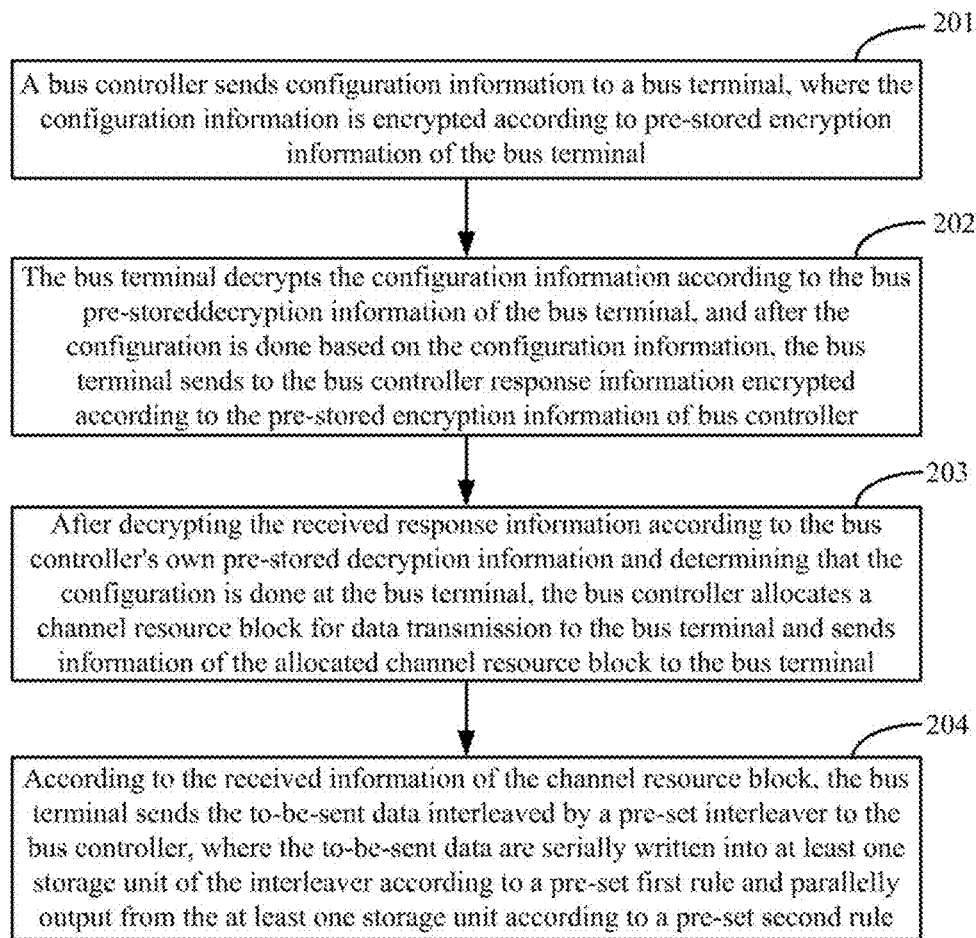 201
A bus controller sends configuration information to a bus terminal, where the
configuration information is encrypted according to pre-stored encryption
information of the bus terminal
202
The bus terminal decrypts the configuration information according to the bus
pre-storeddecryption information of the bus terminal, and after the
configuration is done based on the configuration information, the bus
terminal sends to the bus controller response information encrypted
according to the pre-stored encryption information of bus controller
203
After decrypting the received response information according to the bus
controller's own pre-stored decryption information and determining that the
configuration is done at the bus terminal, the bus controller allocates a
channel resource block for data transmission to the bus terminal and sends
information of the allocated channel resource block to the bus terminal
204
According to the received information of the channel resource block, the bus
terminal sends the to-be-sent data interleaved by a pre-set interleaver to the
bus controller, where the to-be-sent data are serially written into at least one
storage unit of the interleaver according to a pre-set first rule and parallelly
output from the at least one storage unit according to a pre-set second rule